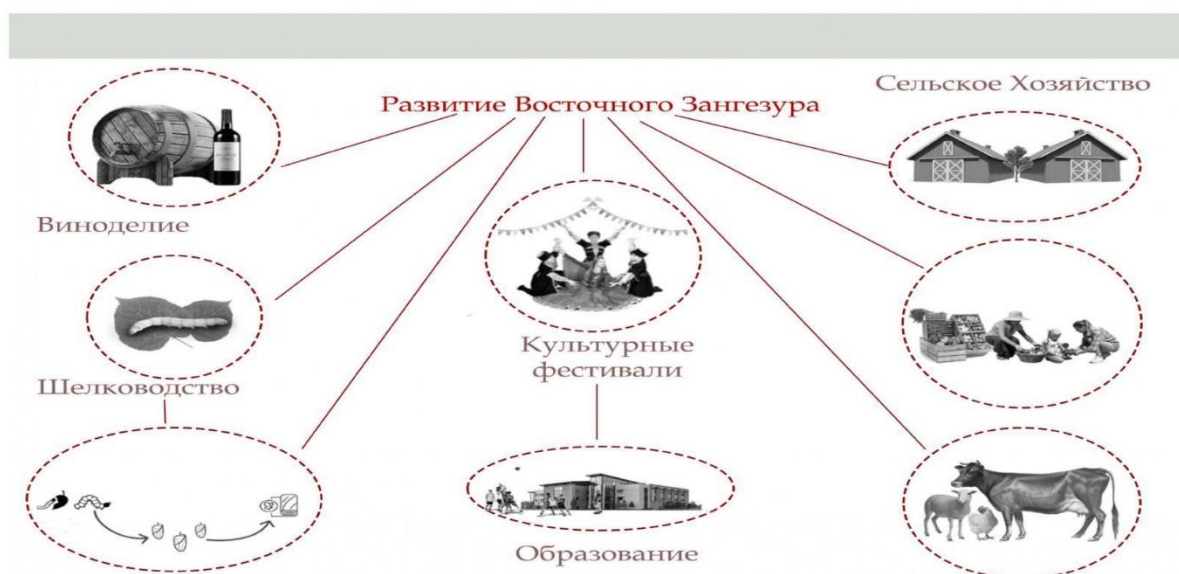 Развитие Восточного Зангезура
Сельское Хозяйство
Виноделие
Шелководство
Культурные
фестивали
Образование